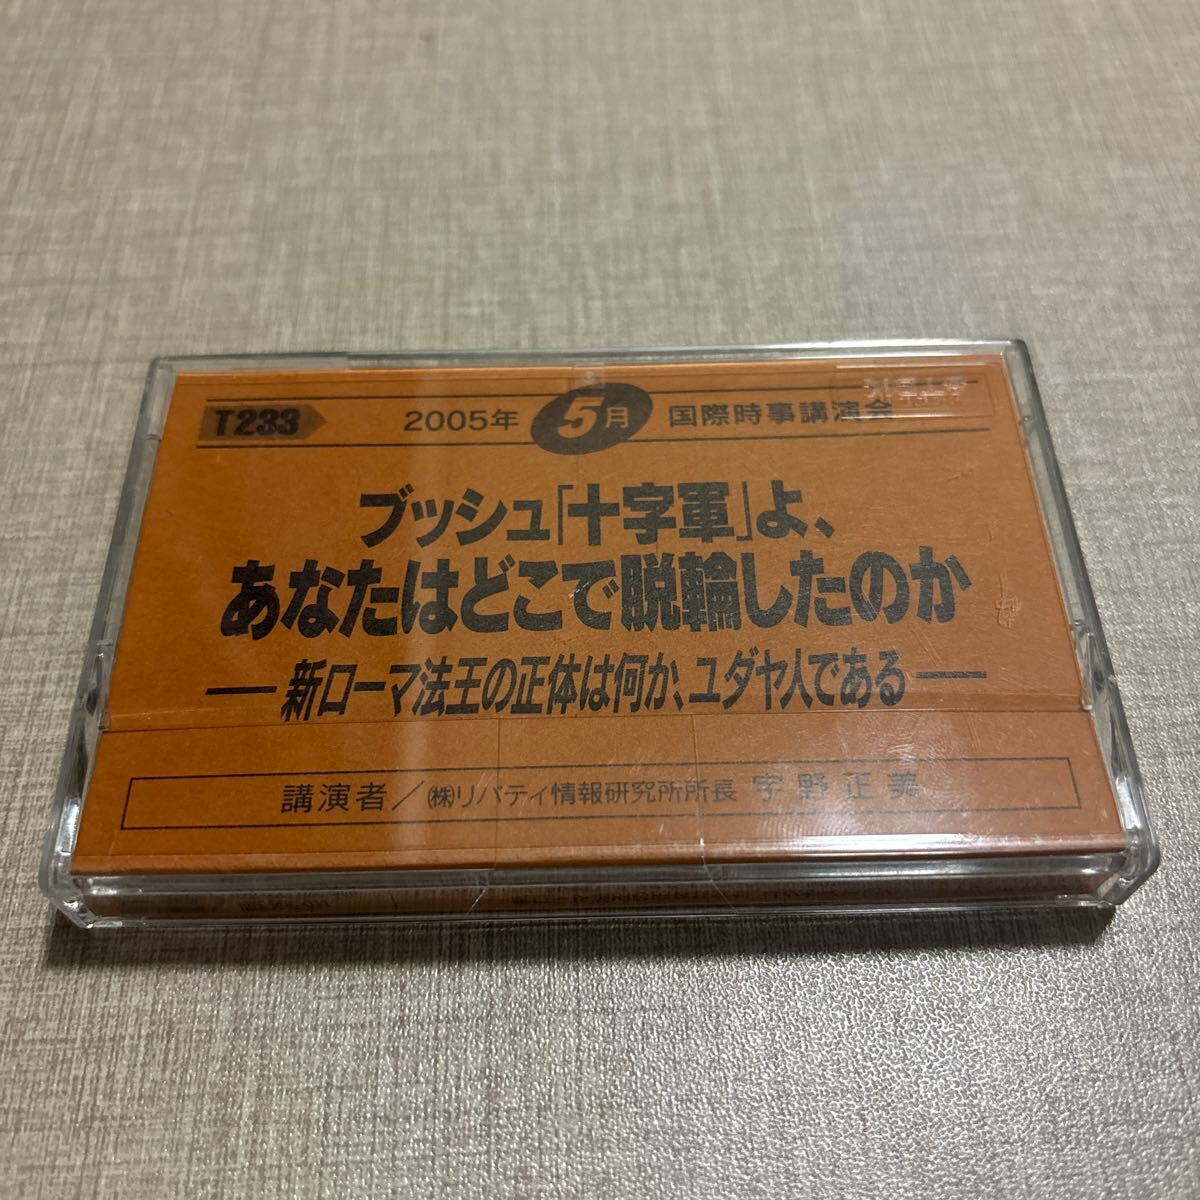 T233 2005年 5月 国際時事講演会
ブッシュ「十字軍」よ、
あなたはどこで脱輪したのか
― 新ローマ法王の正体は何か、ユダヤ人である ―
講演者/㈱リバティ情報研究所所長 宇野正美